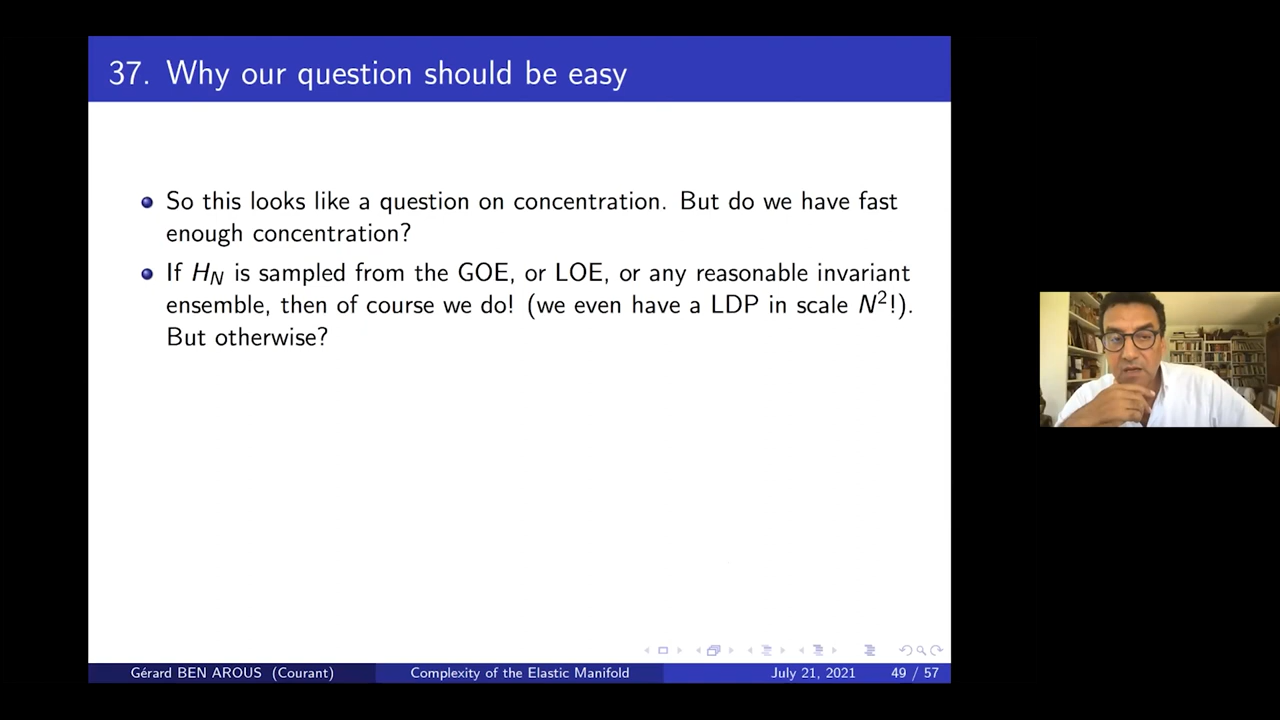 37. Why our question should be easy
So this looks like a question on concentration. But do we have fast
enough concentration?
If H_N is sampled from the GOE, or LOE, or any reasonable invariant
ensemble, then of course we do! (we even have a LDP in scale N²!).
But otherwise?
Gérard BEN AROUS (Courant) Complexity of the Elastic Manifold July 21, 2021 49 / 57